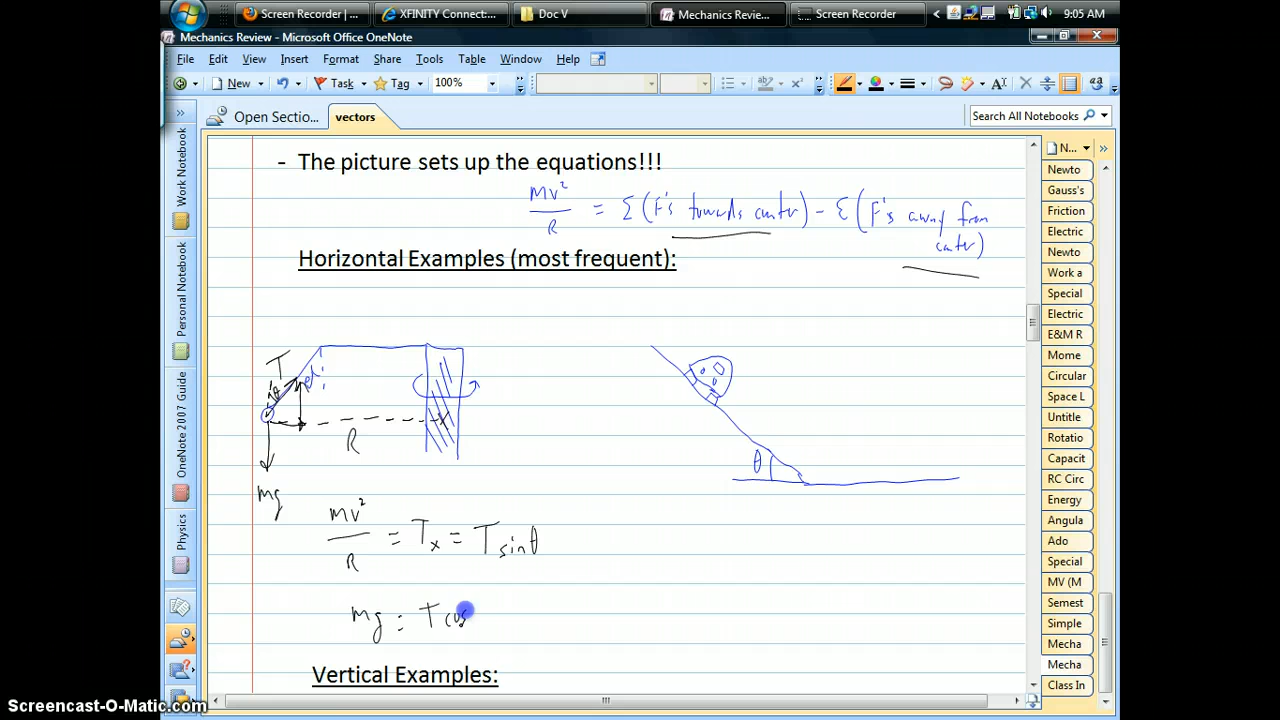 Screen Recorder | ...
XFINITY Connect:...
Doc V
Mechanics Review...
Screen Recorder
9:05 AM
Mechanics Review - Microsoft Office OneNote
File Edit View Insert Format Share Tools Table Window Help
New Task Tag 100%
Open Sectio... vectors Search All Notebooks
Work Notebook
Personal Notebook
OneNote 2007 Guide
Physics
- The picture sets up the equations!!!
mv² / R = Σ (F's towards center) - Σ (F's away from center)
Horizontal Examples (most frequent):
T
θ
R
mg
θ
mv² / R = Tx = T sinθ
mg = T cos
Vertical Examples:
N...
Newto
Gauss's
Friction
Electric
Newto
Work a
Special
Electric
E&M R
Mome
Circular
Space L
Untitle
Rotatio
Capacit
RC Circ
Energy
Angula
Ado
Special
MV (M
Semest
Simple
Mecha
Mecha
Class In
Screencast-O-Matic.com